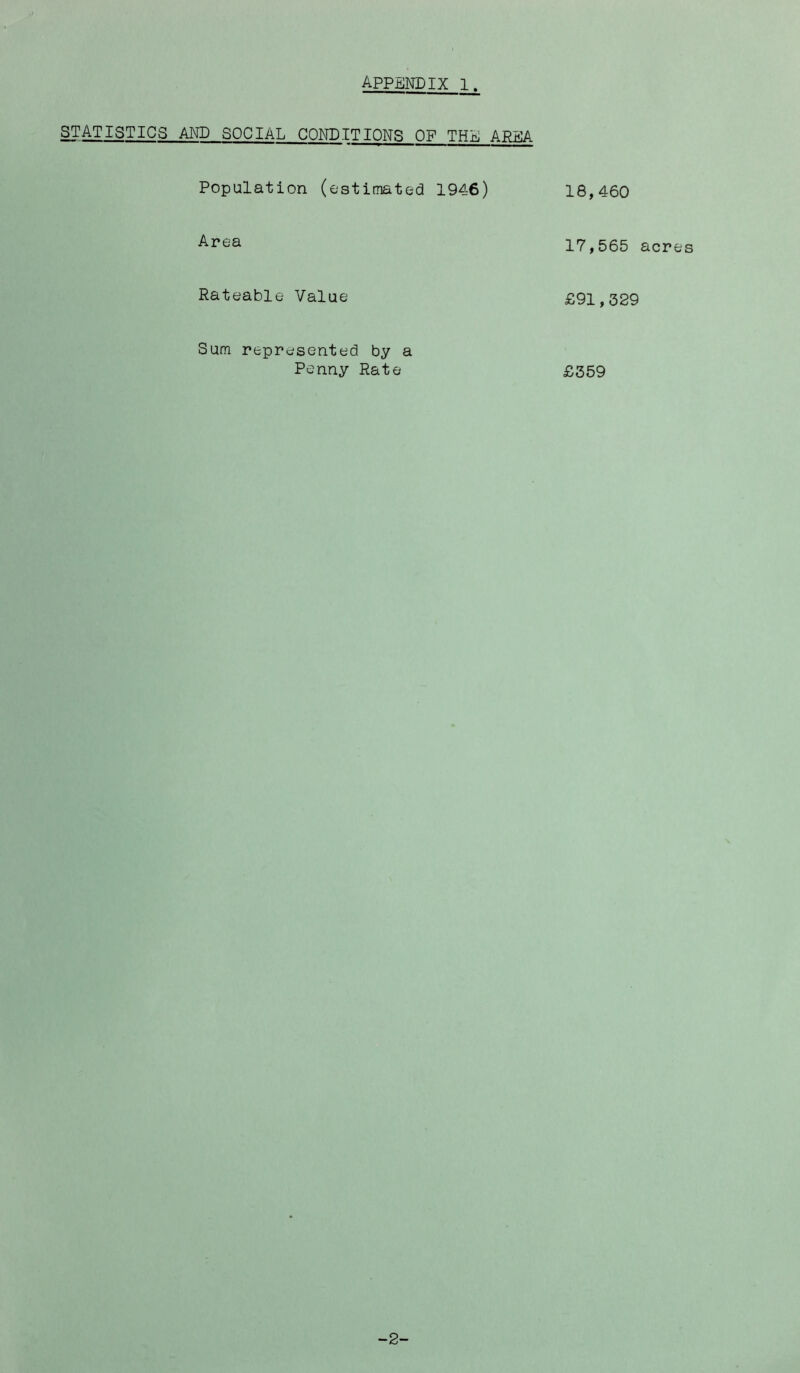 APPENDIX 1.
STATISTICS AND SOCIAL CONDITIONS OF THE AREA
Population (estimated 1946) 18,460
Area 17,565 acres
Rateable Value £91,329
Sum represented by a
Penny Rate £359
-2-